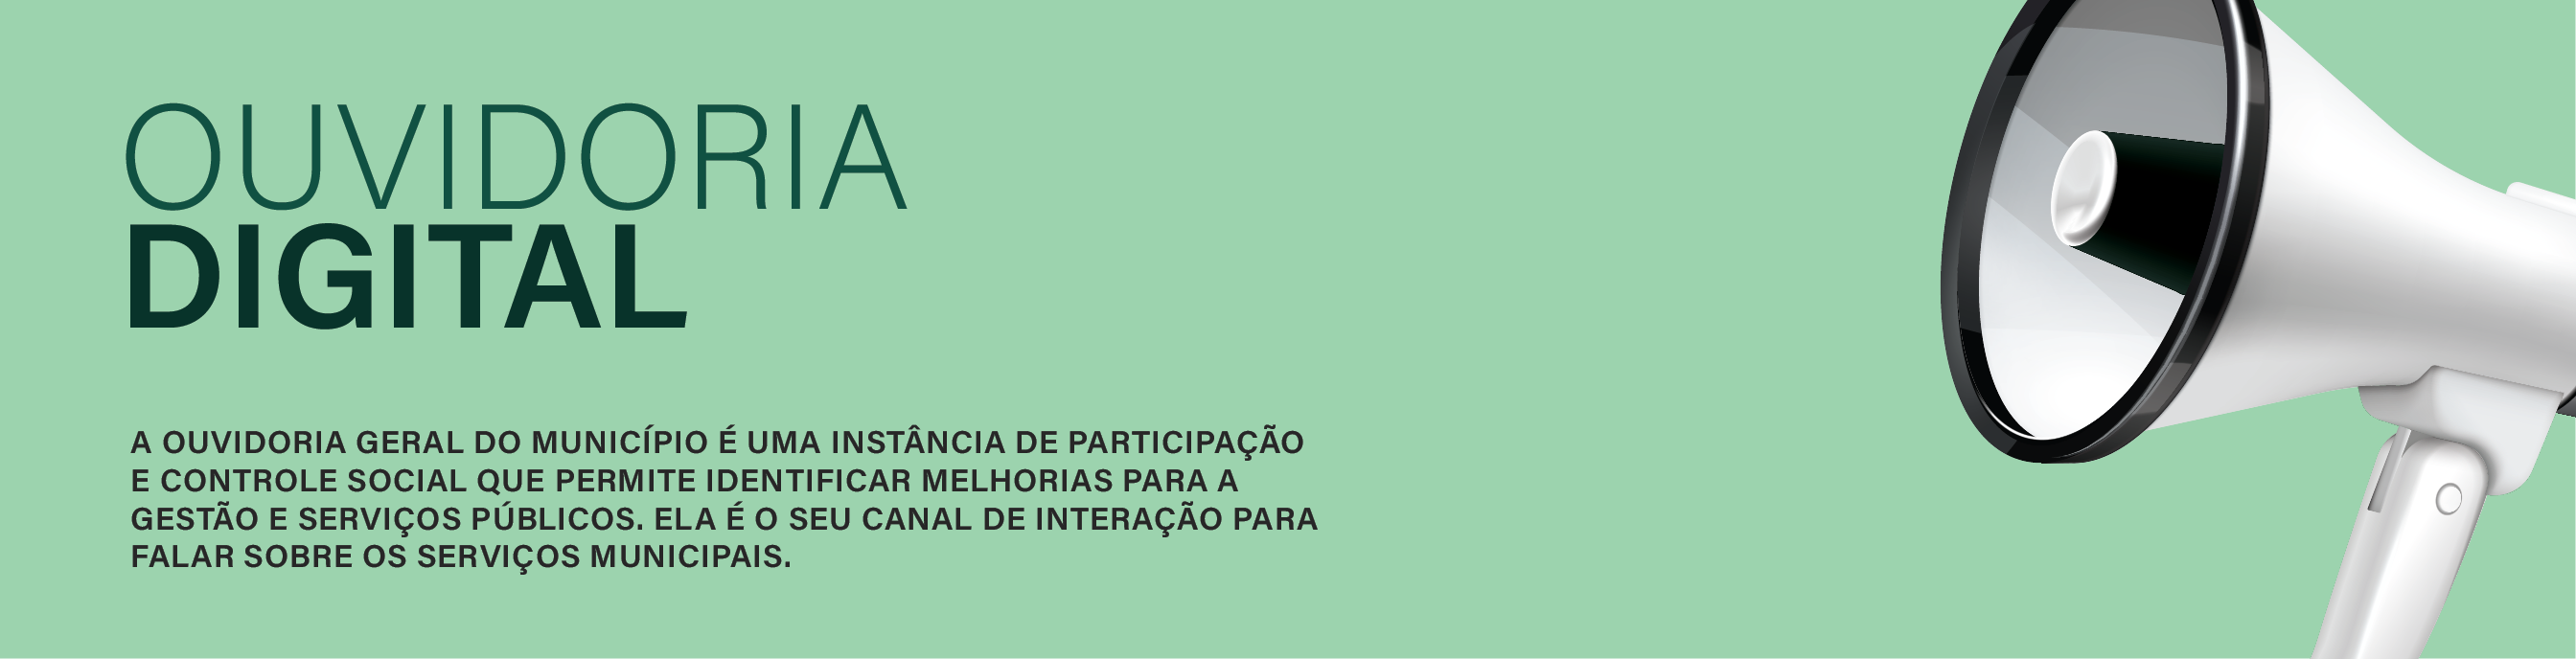 OUVIDORIA
DIGITAL
A OUVIDORIA GERAL DO MUNICÍPIO É UMA INSTÂNCIA DE PARTICIPAÇÃO
E CONTROLE SOCIAL QUE PERMITE IDENTIFICAR MELHORIAS PARA A
GESTÃO E SERVIÇOS PÚBLICOS. ELA É O SEU CANAL DE INTERAÇÃO PARA
FALAR SOBRE OS SERVIÇOS MUNICIPAIS.